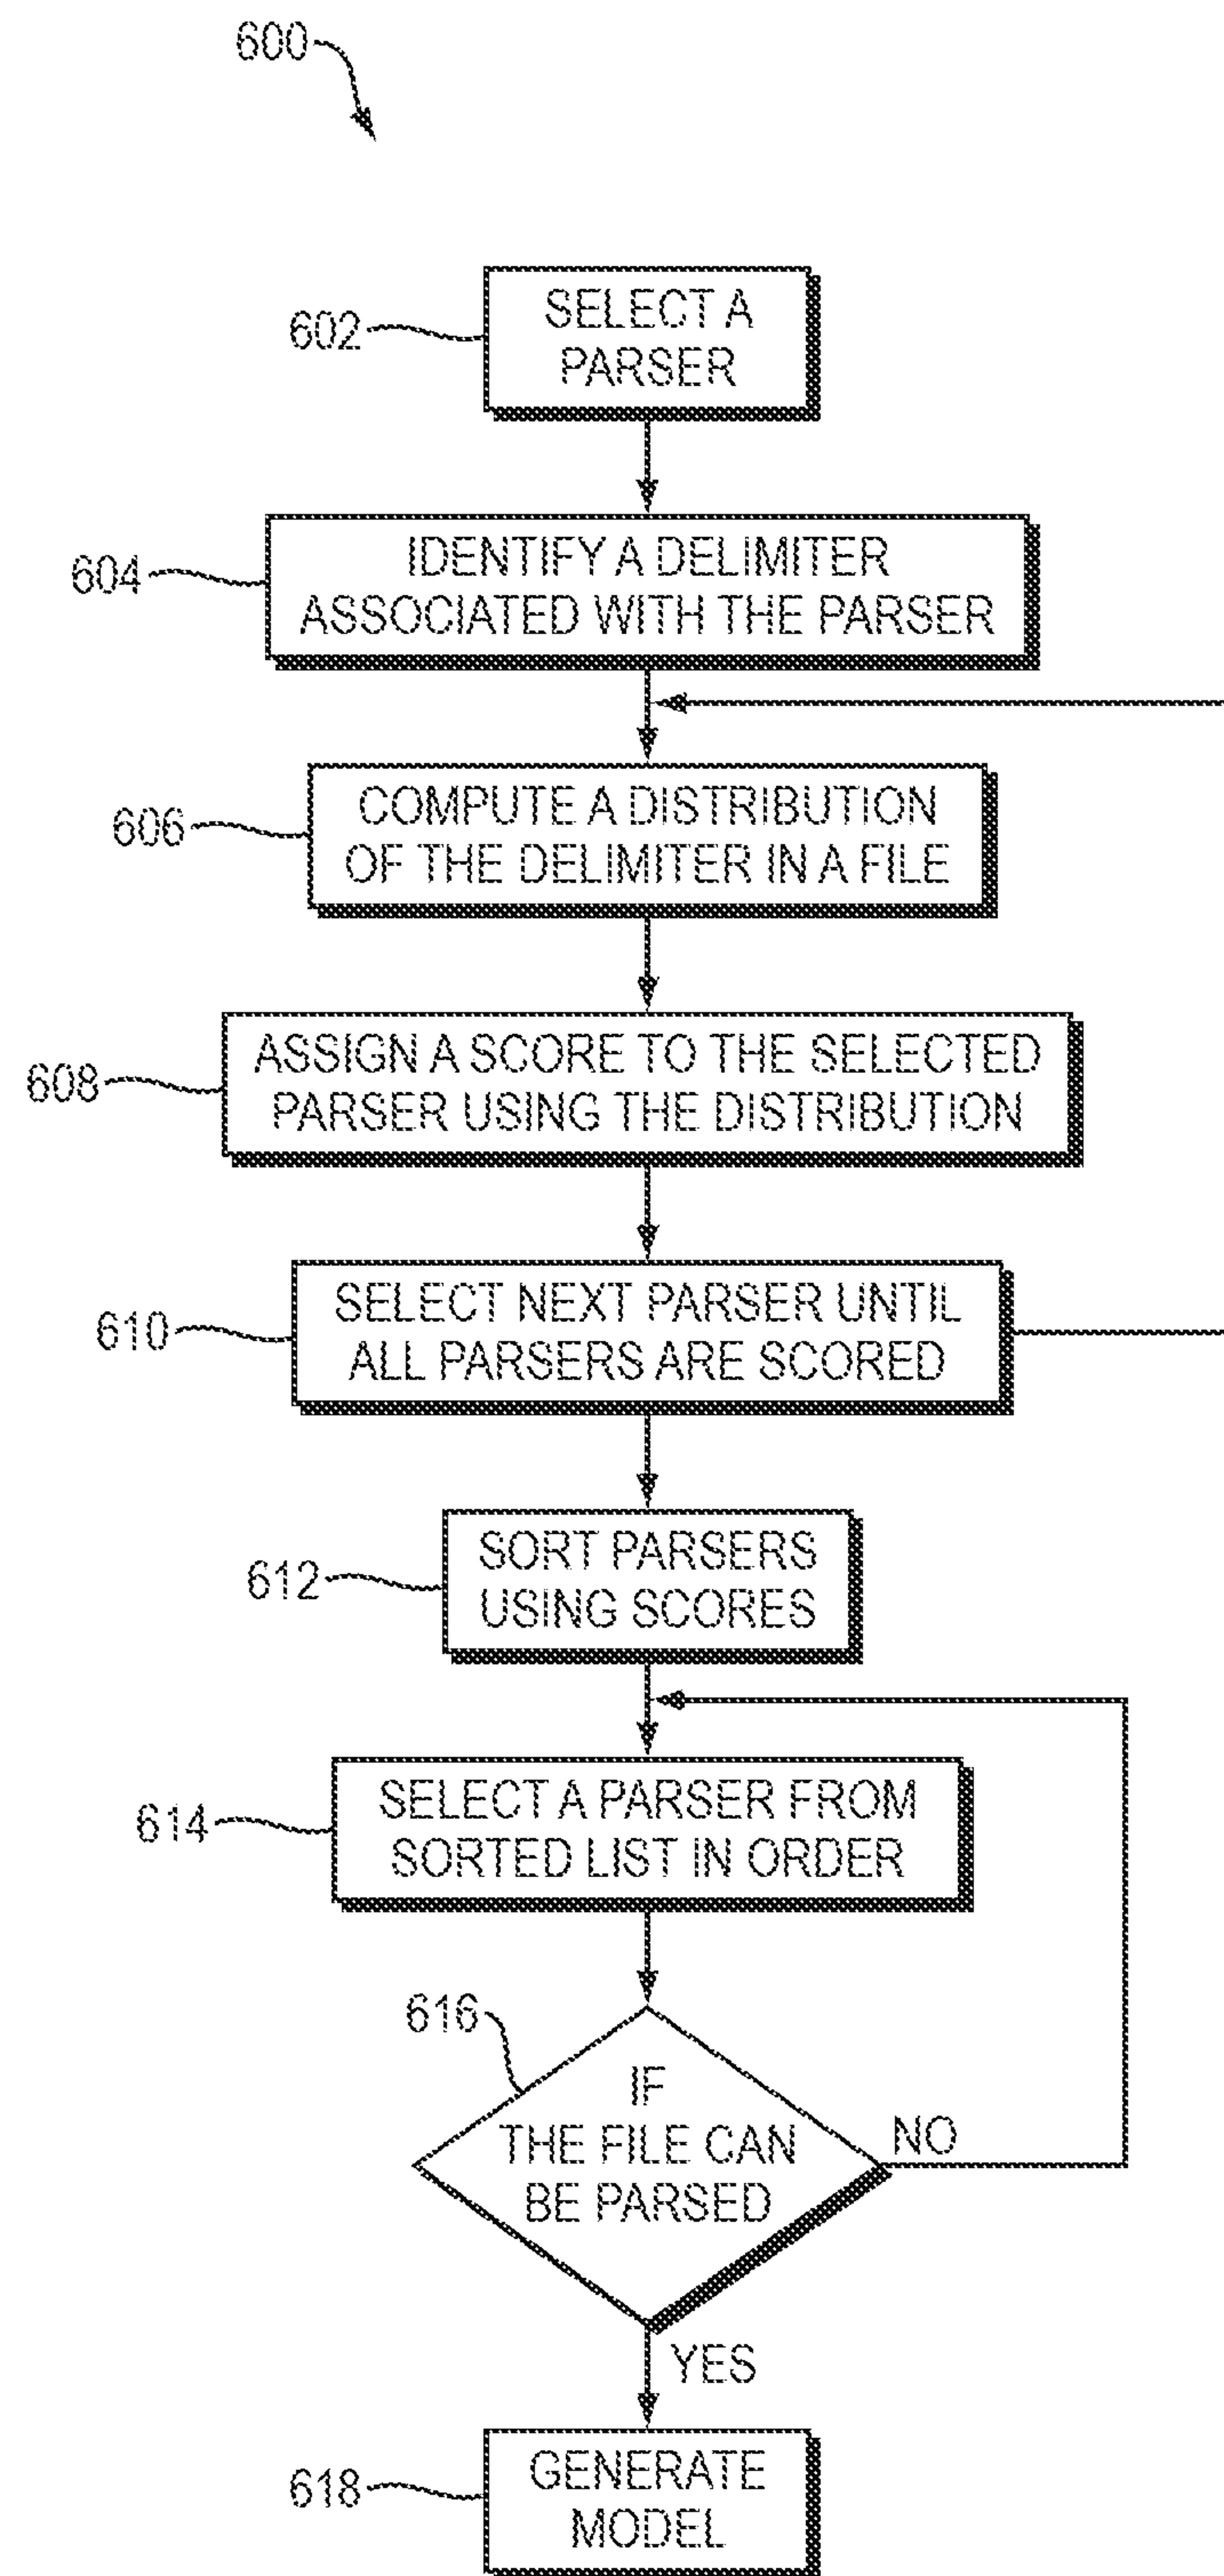 600
602
SELECT A
PARSER
604
IDENTIFY A DELIMITER
ASSOCIATED WITH THE PARSER
606
COMPUTE A DISTRIBUTION
OF THE DELIMITER IN A FILE
608
ASSIGN A SCORE TO THE SELECTED
PARSER USING THE DISTRIBUTION
610
SELECT NEXT PARSER UNTIL
ALL PARSERS ARE SCORED
612
SORT PARSERS
USING SCORES
614
SELECT A PARSER FROM
SORTED LIST IN ORDER
616
IF
THE FILE CAN
BE PARSED
NO
YES
618
GENERATE
MODEL